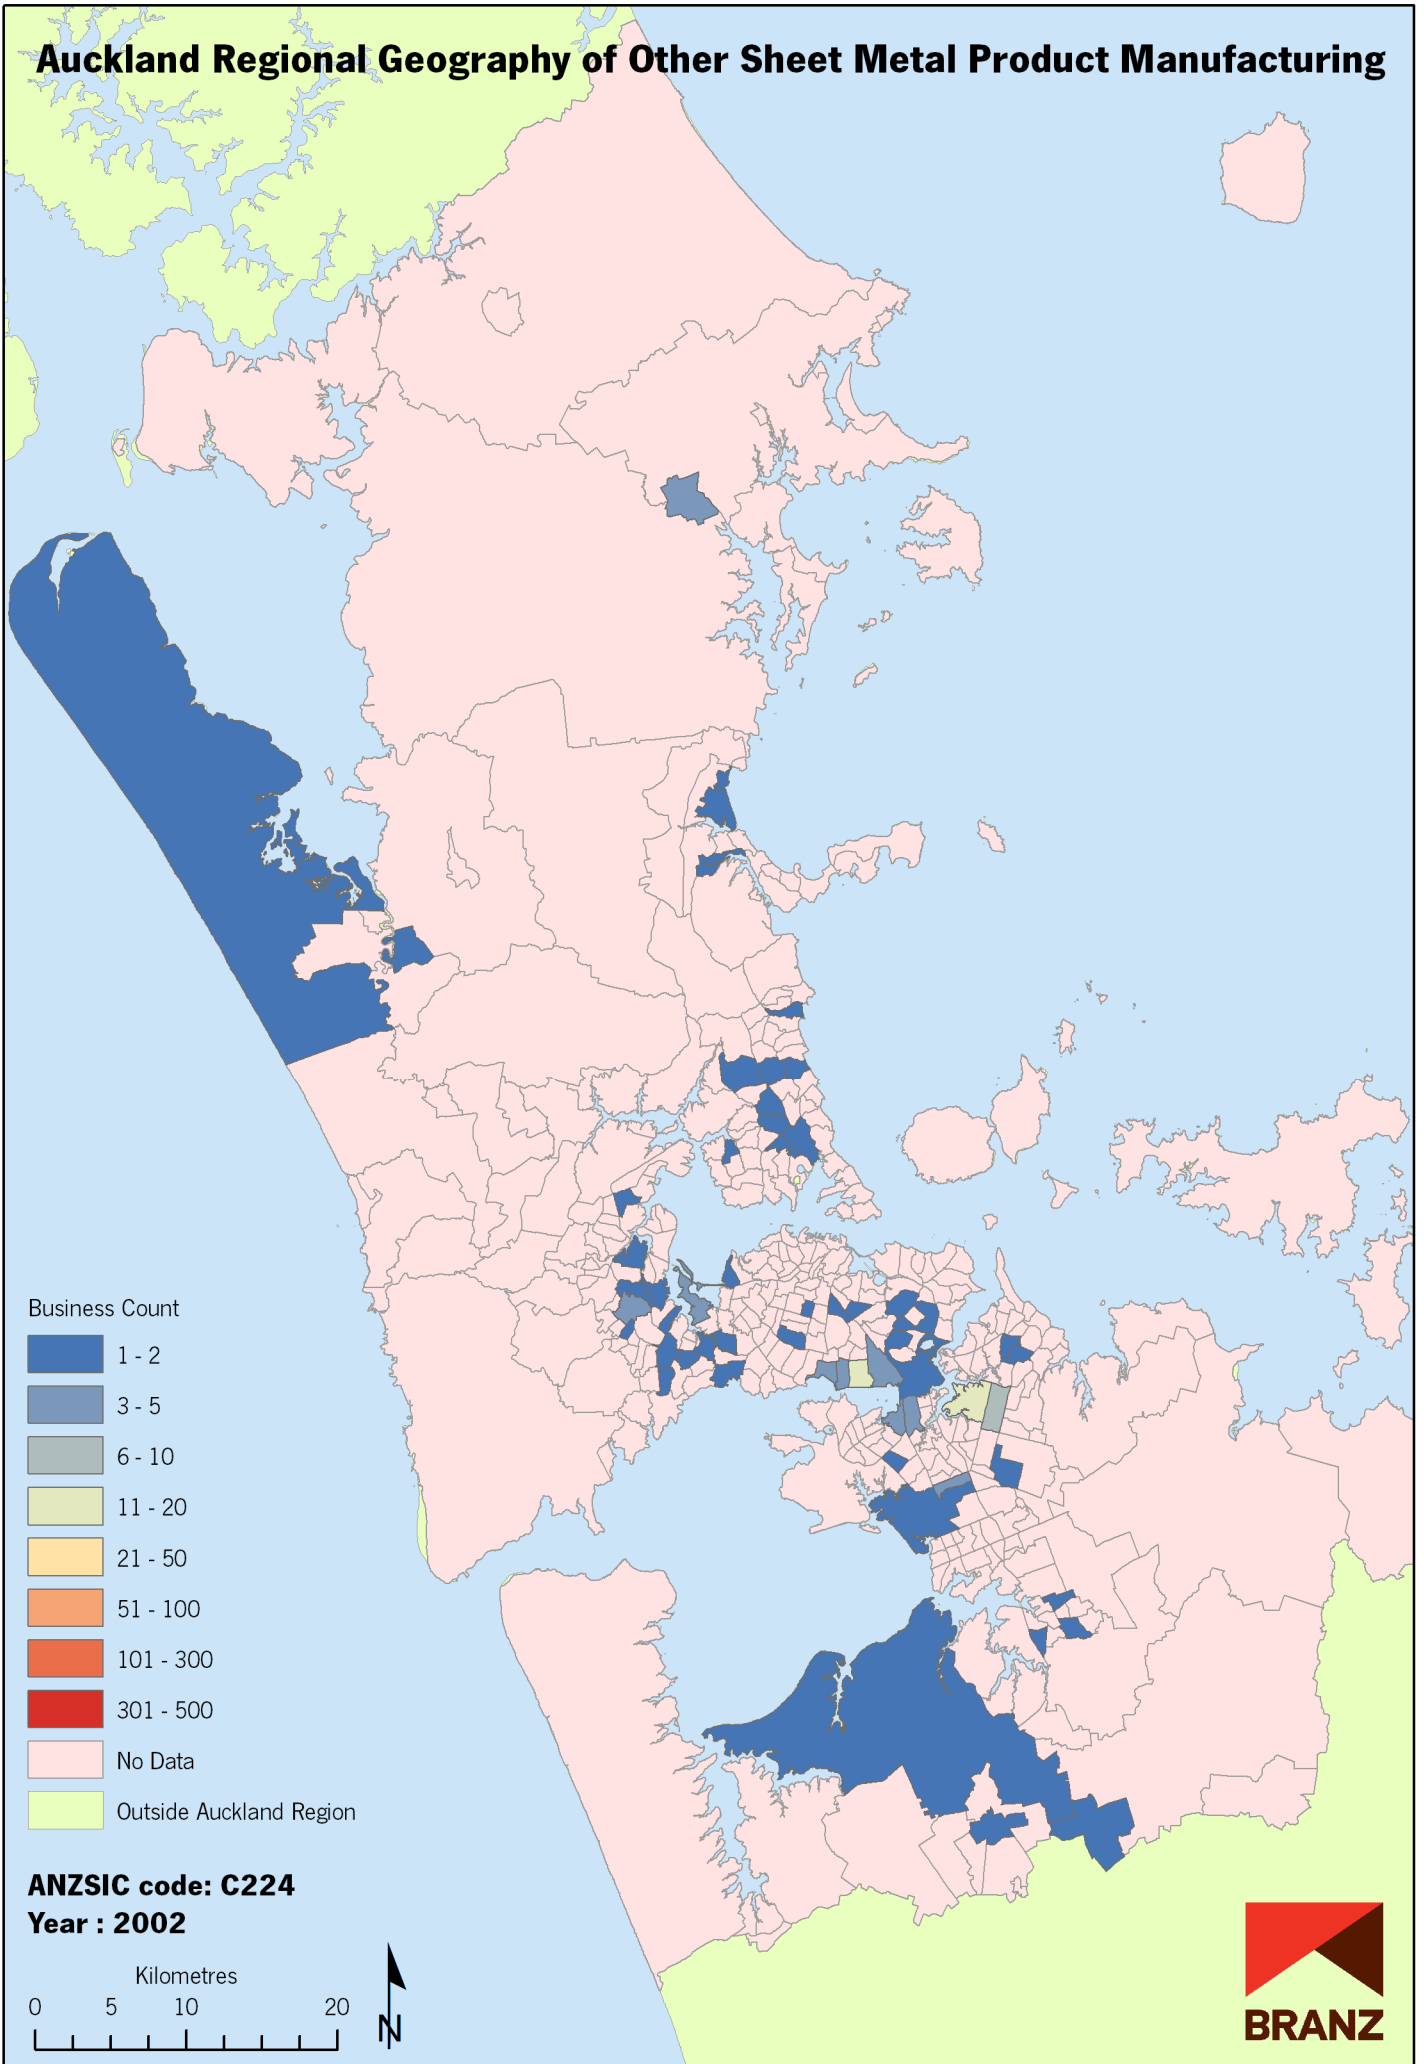 Auckland Regional Geography of Other Sheet Metal Product Manufacturing
Business Count
1 - 2
3 - 5
6 - 10
11 - 20
21 - 50
51 - 100
101 - 300
301 - 500
No Data
Outside Auckland Region
ANZSIC code: C224
Year : 2002
Kilometres
0 5 10 20
N
BRANZ